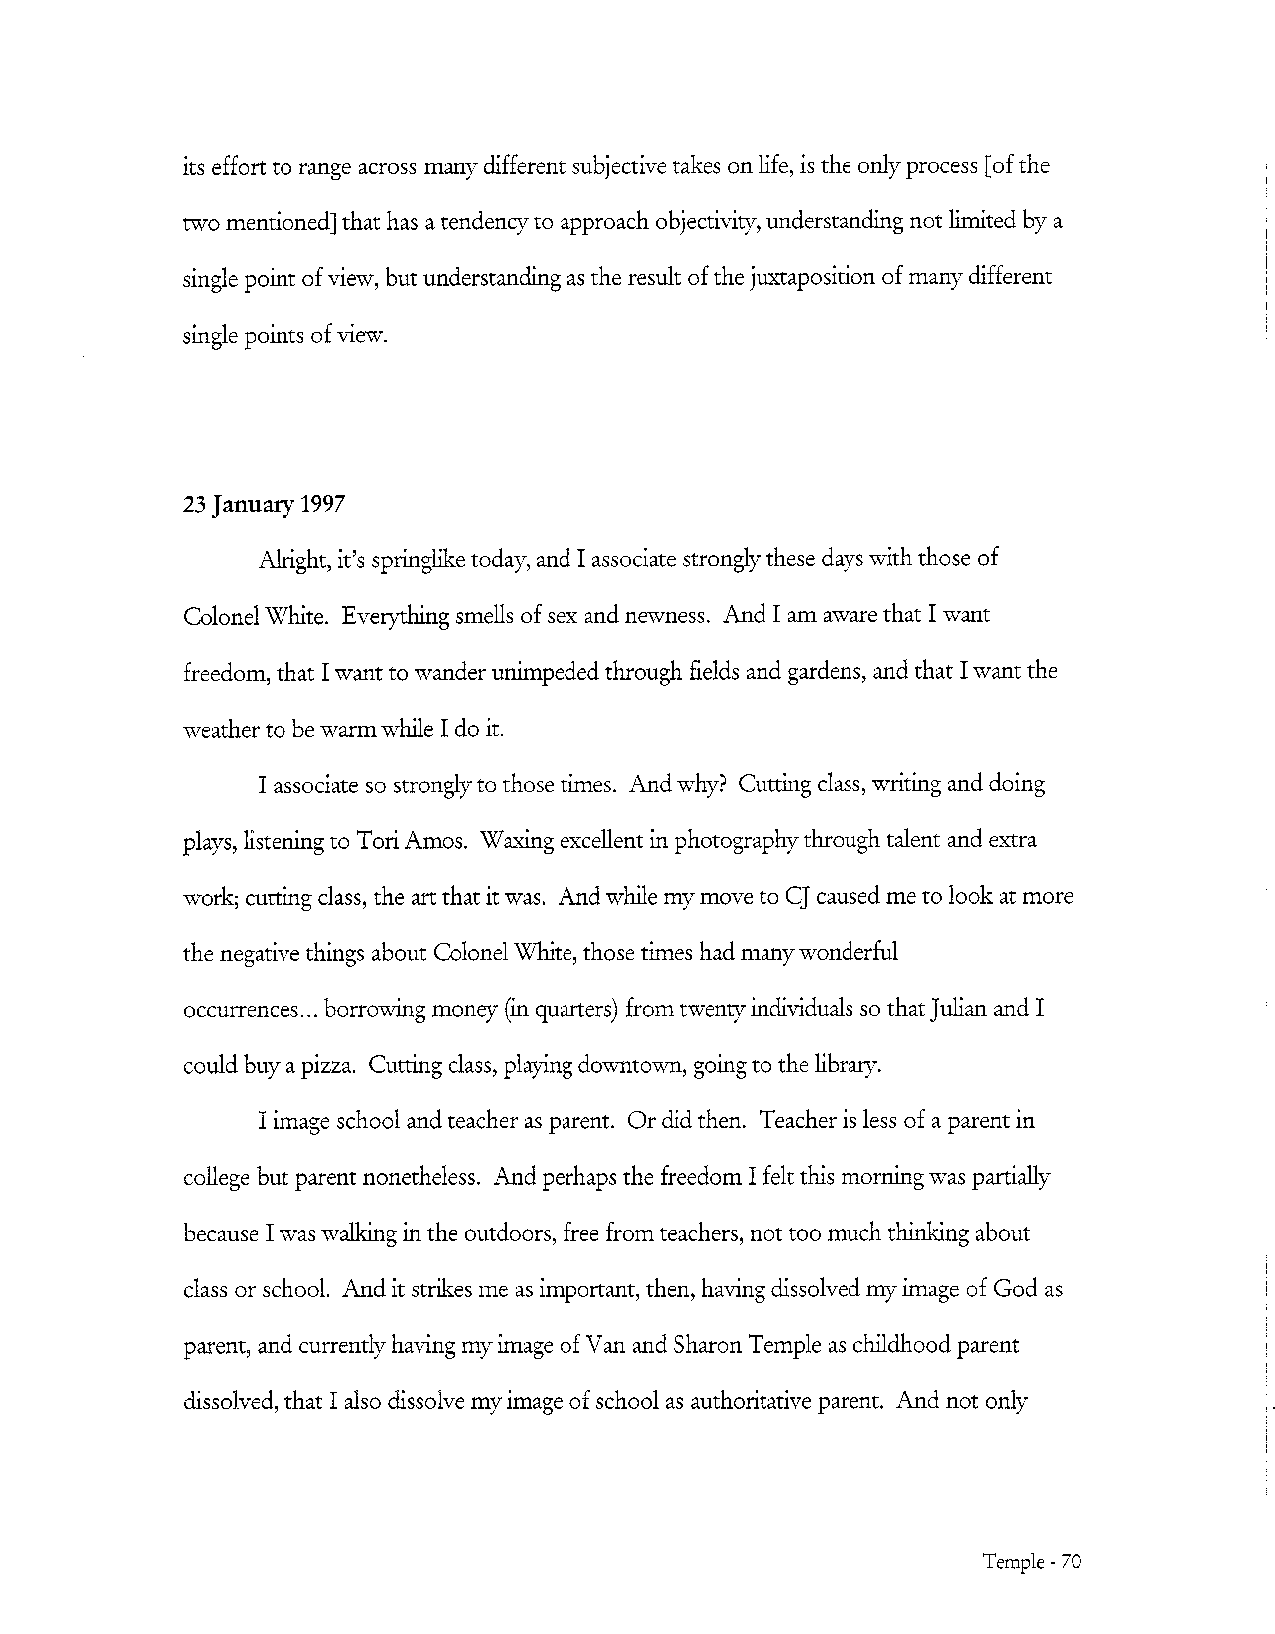 its effort to range across many different subjective takes on life, is the only process [of the
two mentioned] that has a tendency to approach objectivity, understanding not limited by a
single point of view, but understanding as the result of the juxtaposition of many different
single points of view.
23 January 1997
Alright, it's springlike today, and I associate strongly these days with those of
Colonel White. Everything smells of sex and newness. And I am aware that I want
freedom, that I want to wander unimpeded through fields and gardens, and that I want the
weather to be warm while I do it.
I associate so strongly to those times. And why? Cutting class, writing and doing
plays, listening to Tori Amos. Waxing excellent in photography through talent and extra
work; cutting class, the art that it was. And while my move to CJ caused me to look at more
the negative things about Colonel White, those times had many wonderful
occurrences... borrowing money (in quarters) from twenty individuals so that Julian and I
could buy a pizza. Cutting class, playing downtown, going to the library.
I image school and teacher as parent. Or did then. Teacher is less of a parent in
college but parent nonetheless. And perhaps the freedom I felt this morning was partially
because I was walking in the outdoors, free from teachers, not too much thinking about
class or school. And it strikes me as important, then, having dissolved my image of God as
parent, and currently having my image of Van and Sharon Temple as childhood parent
dissolved, that I also dissolve my image of school as authoritative parent. And not only
Temple - 70